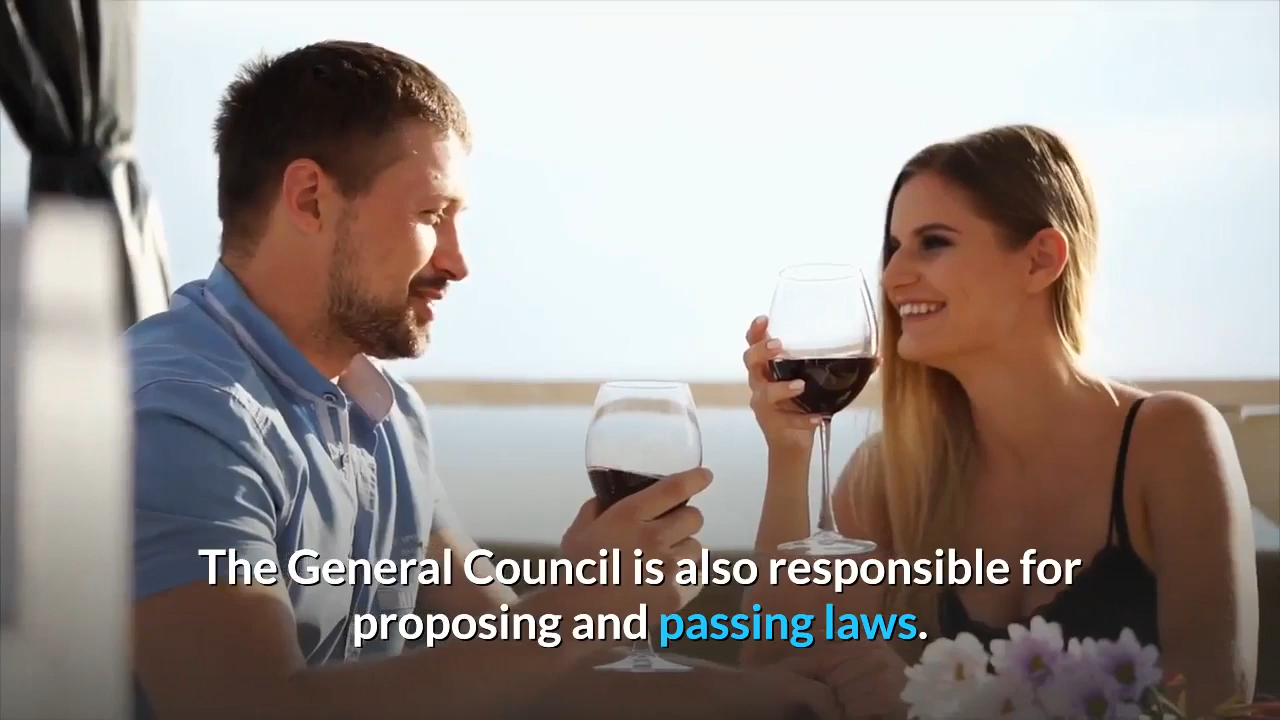 The General Council is also responsible for
proposing and passing laws.